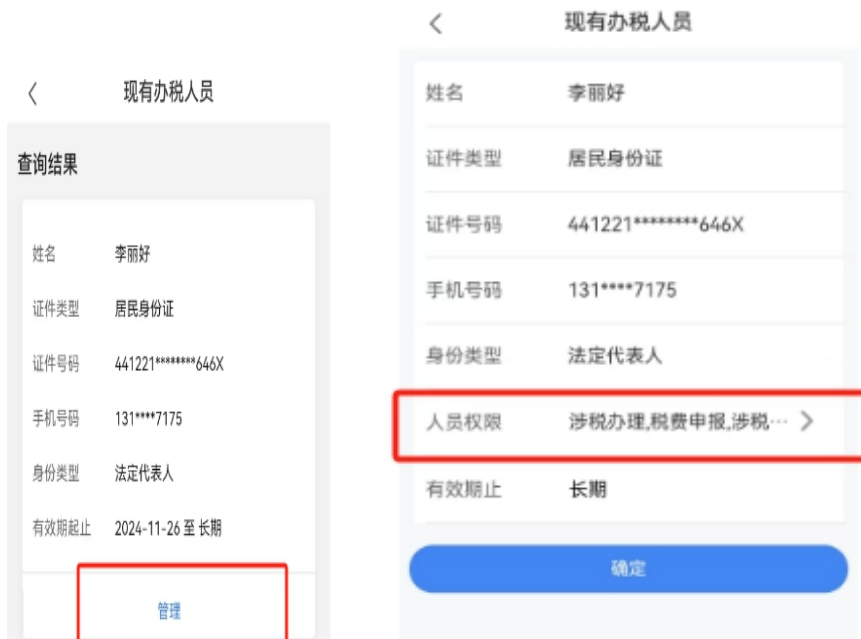 现有办税人员
查询结果
姓名 李丽好
证件类型 居民身份证
证件号码 441221********646X
手机号码 131****7175
身份类型 法定代表人
有效期起止 2024-11-26 至 长期
管理
现有办税人员
姓名 李丽好
证件类型 居民身份证
证件号码 441221********646X
手机号码 131****7175
身份类型 法定代表人
人员权限 涉税办理,税费申报,涉税…
有效期止 长期
确定